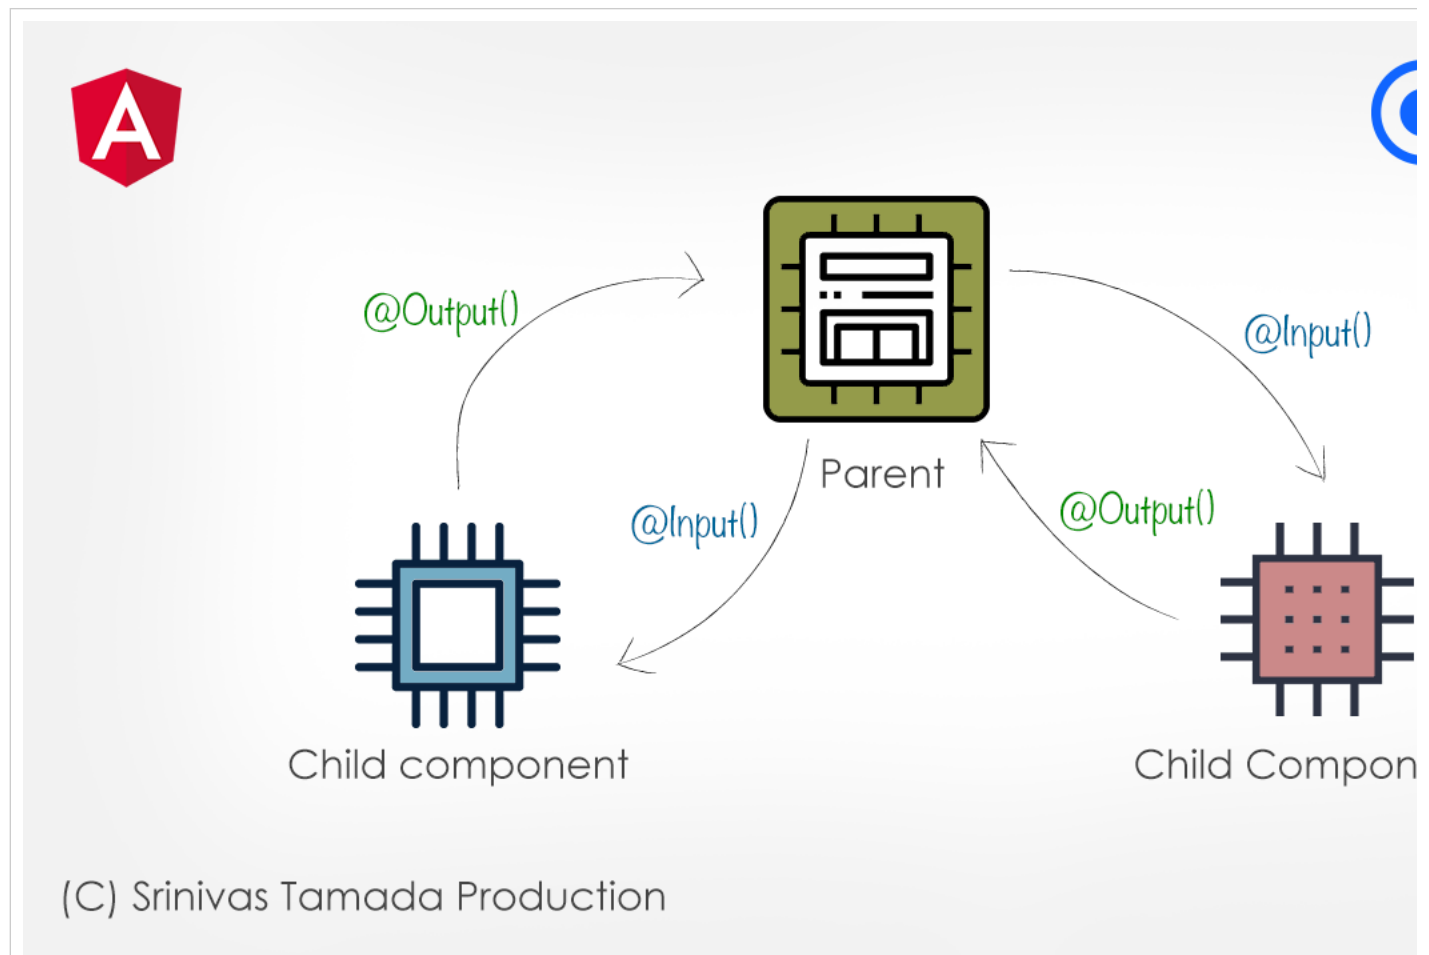 A
@Output()
@Input()
Parent
@Input()
@Output()
Child component
Child Compon
(C) Srinivas Tamada Production